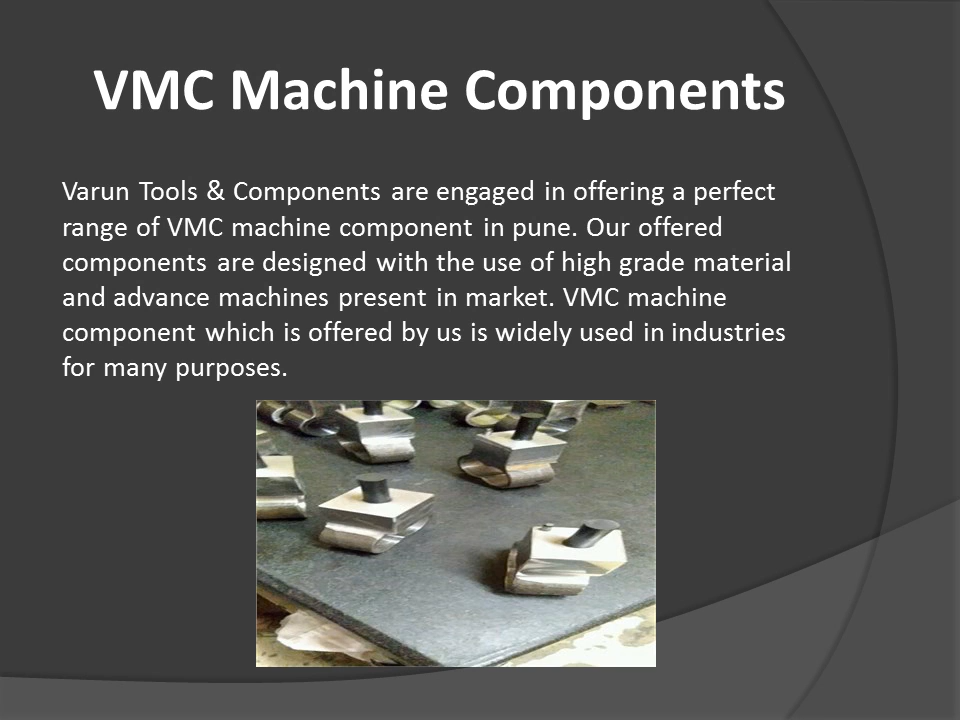 VMC Machine Components
Varun Tools & Components are engaged in offering a perfect
range of VMC machine component in pune. Our offered
components are designed with the use of high grade material
and advance machines present in market. VMC machine
component which is offered by us is widely used in industries
for many purposes.